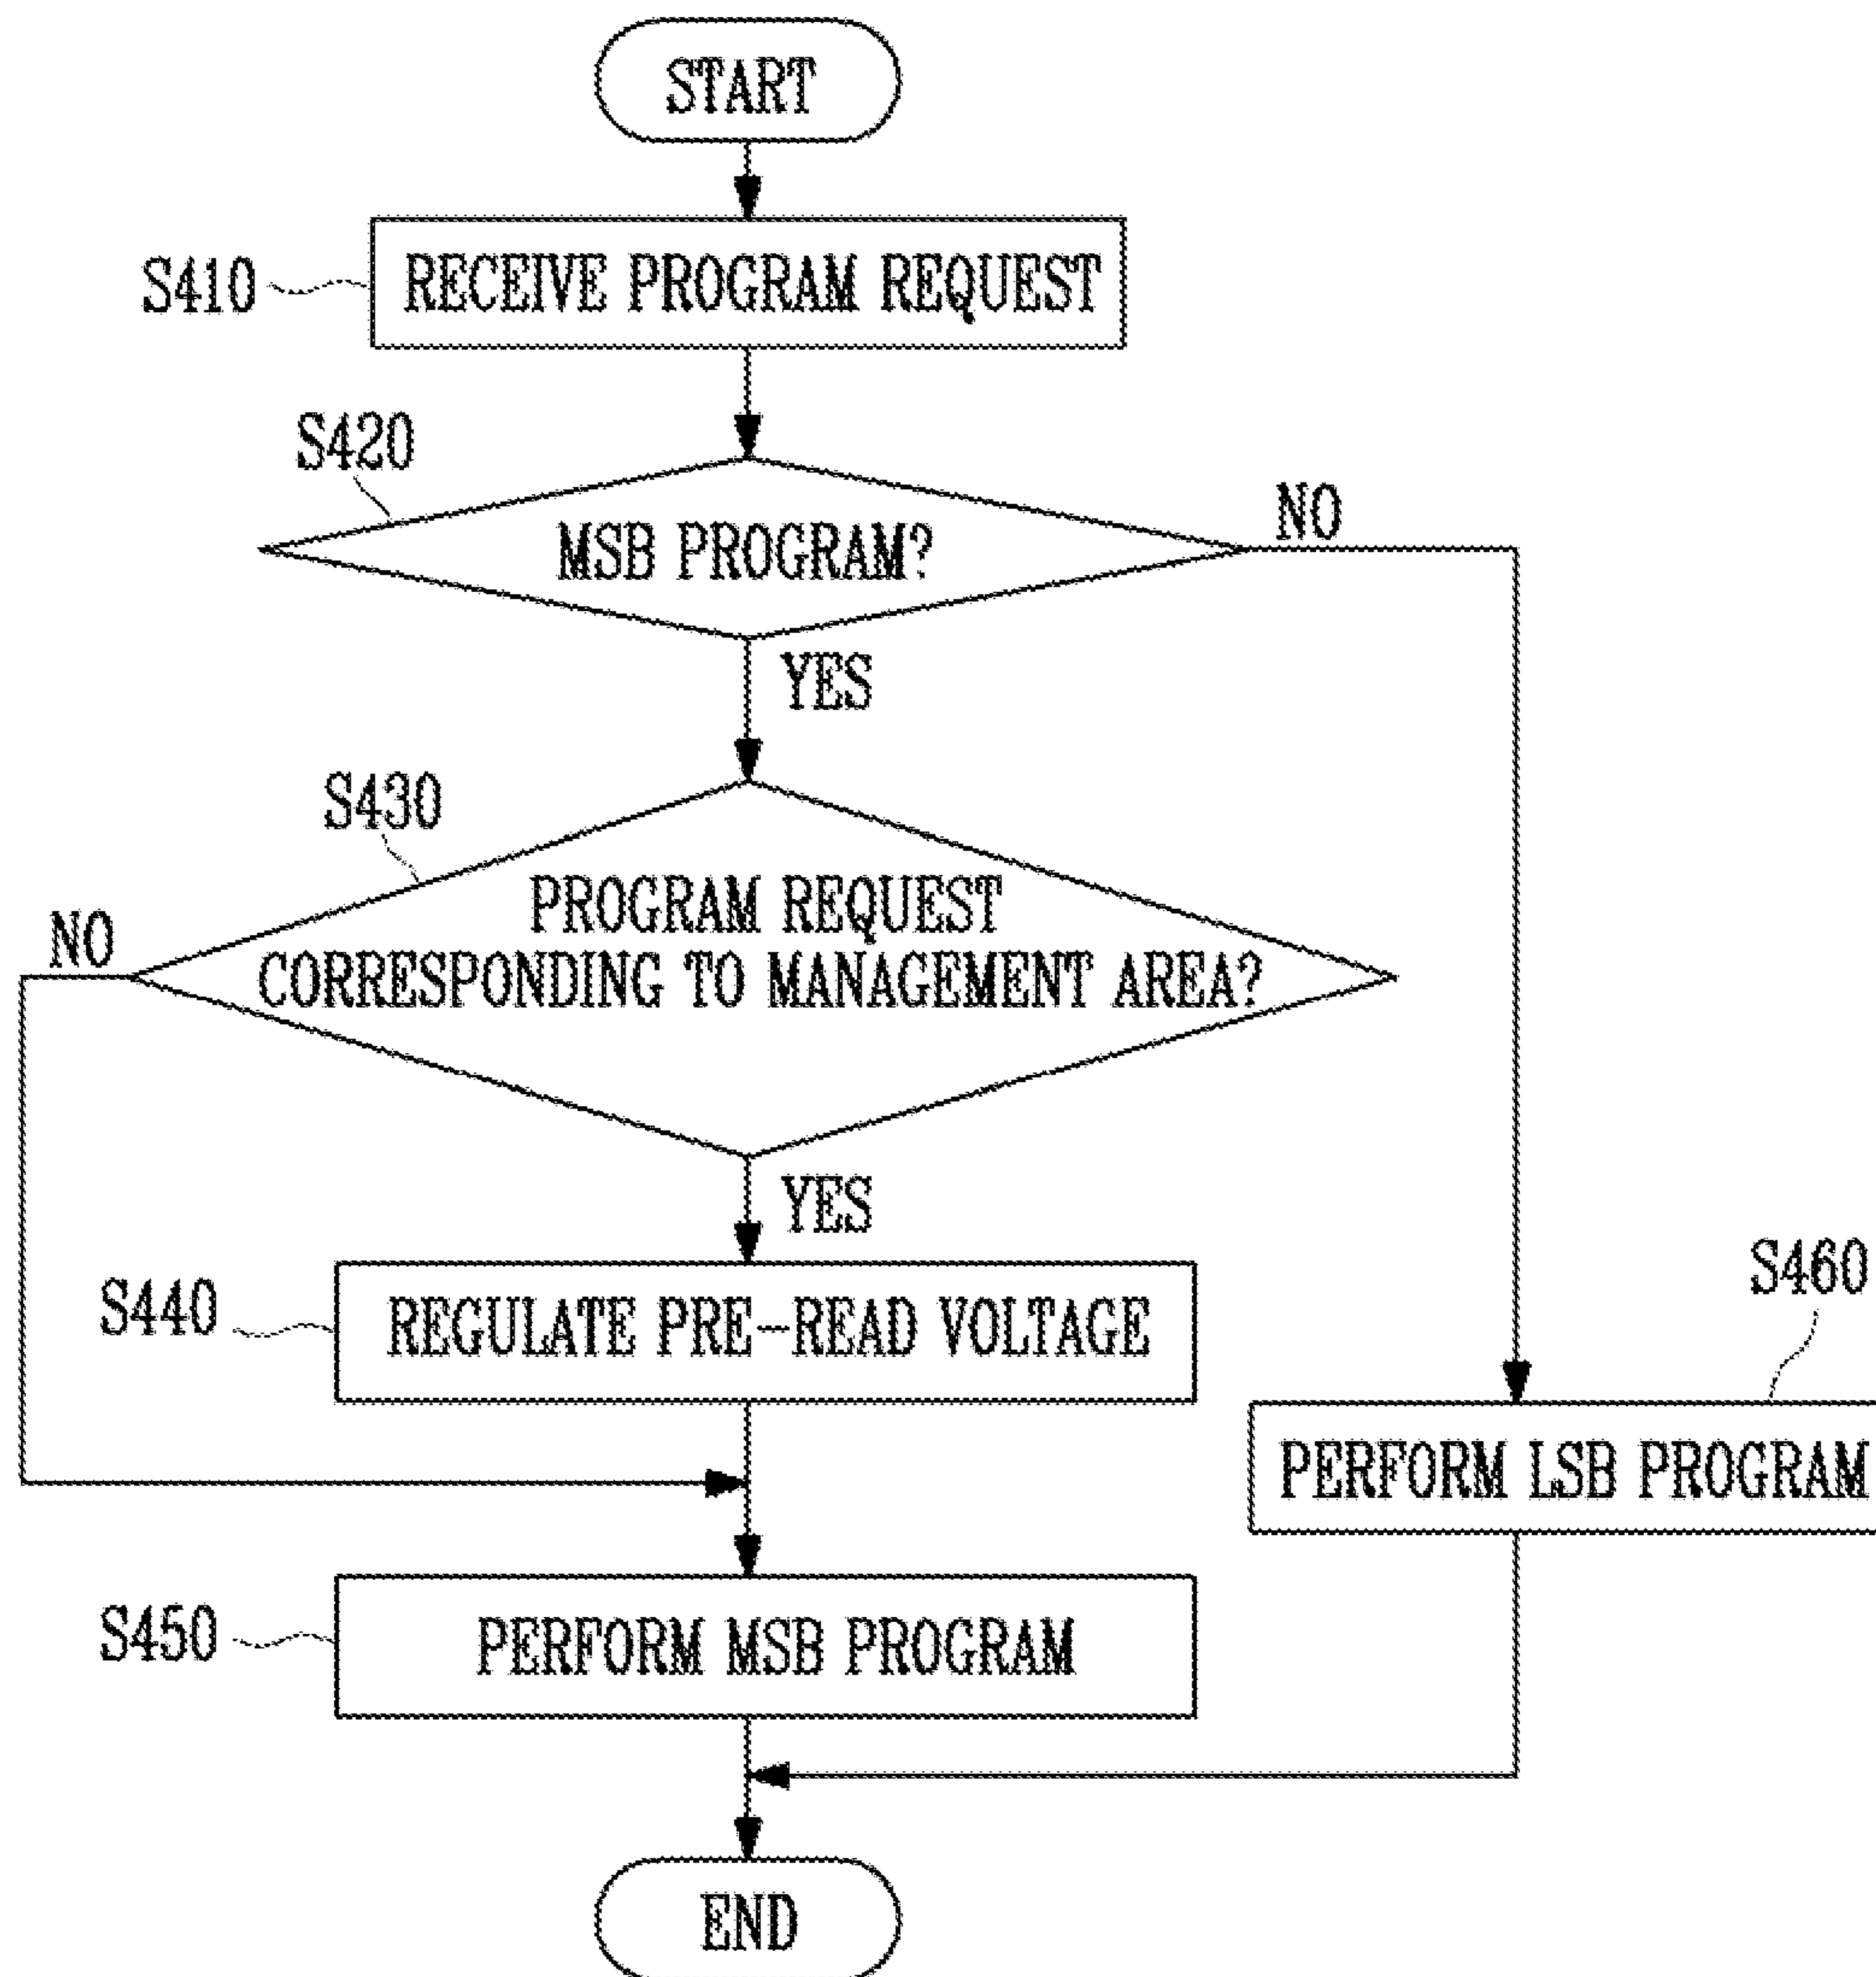 START
S410
RECEIVE PROGRAM REQUEST
S420
MSB PROGRAM?
NO
YES
S430
PROGRAM REQUEST
CORRESPONDING TO MANAGEMENT AREA?
NO
YES
S440
REGULATE PRE-READ VOLTAGE
S460
PERFORM LSB PROGRAM
S450
PERFORM MSB PROGRAM
END